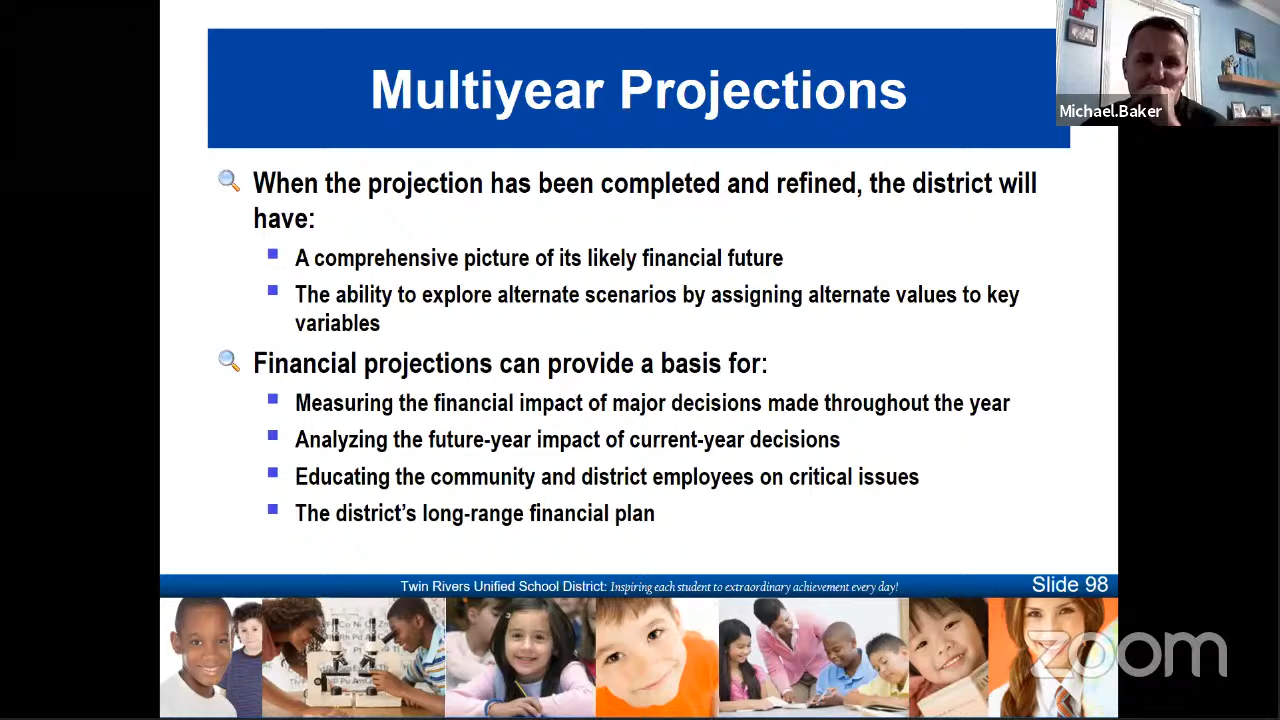 Multiyear Projections
Michael.Baker
When the projection has been completed and refined, the district will
have:
A comprehensive picture of its likely financial future
The ability to explore alternate scenarios by assigning alternate values to key
variables
Financial projections can provide a basis for:
Measuring the financial impact of major decisions made throughout the year
Analyzing the future-year impact of current-year decisions
Educating the community and district employees on critical issues
The district’s long-range financial plan
Twin Rivers Unified School District: Inspiring each student to extraordinary achievement every day!
Slide 98
zoom